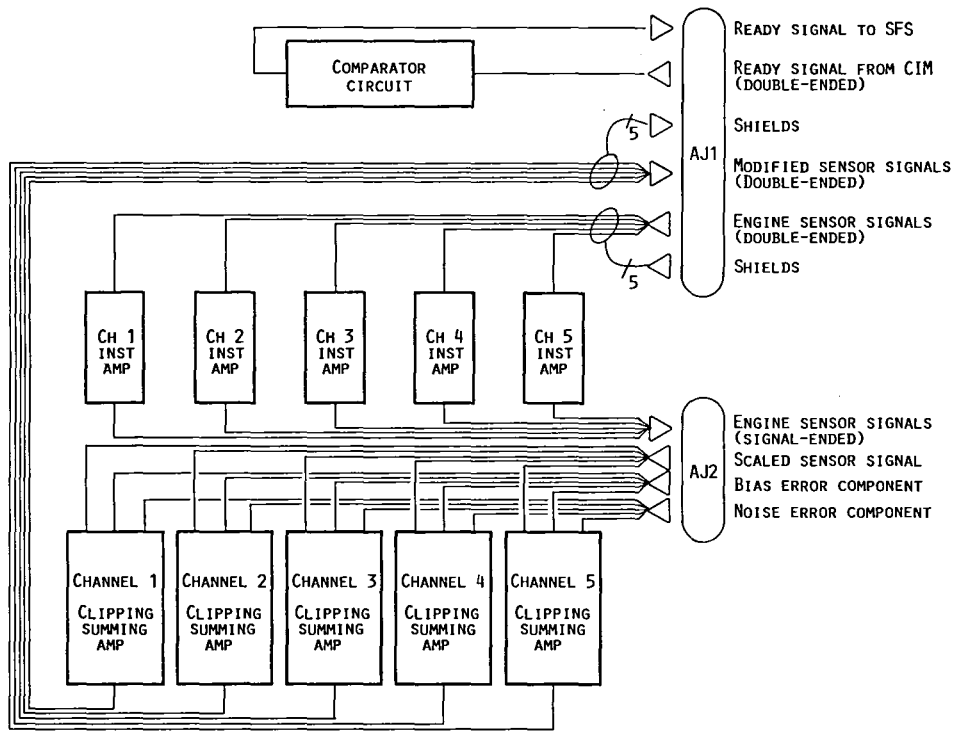 READY SIGNAL TO SFS
COMPARATOR
CIRCUIT
READY SIGNAL FROM CIM
(DOUBLE-ENDED)
5
SHIELDS
AJ1
MODIFIED SENSOR SIGNALS
(DOUBLE-ENDED)
ENGINE SENSOR SIGNALS
(DOUBLE-ENDED)
5
SHIELDS
CH 1
INST
AMP
CH 2
INST
AMP
CH 3
INST
AMP
CH 4
INST
AMP
CH 5
INST
AMP
ENGINE SENSOR SIGNALS
(SIGNAL-ENDED)
SCALED SENSOR SIGNAL
AJ2
BIAS ERROR COMPONENT
NOISE ERROR COMPONENT
CHANNEL 1
CLIPPING
SUMMING
AMP
CHANNEL 2
CLIPPING
SUMMING
AMP
CHANNEL 3
CLIPPING
SUMMING
AMP
CHANNEL 4
CLIPPING
SUMMING
AMP
CHANNEL 5
CLIPPING
SUMMING
AMP